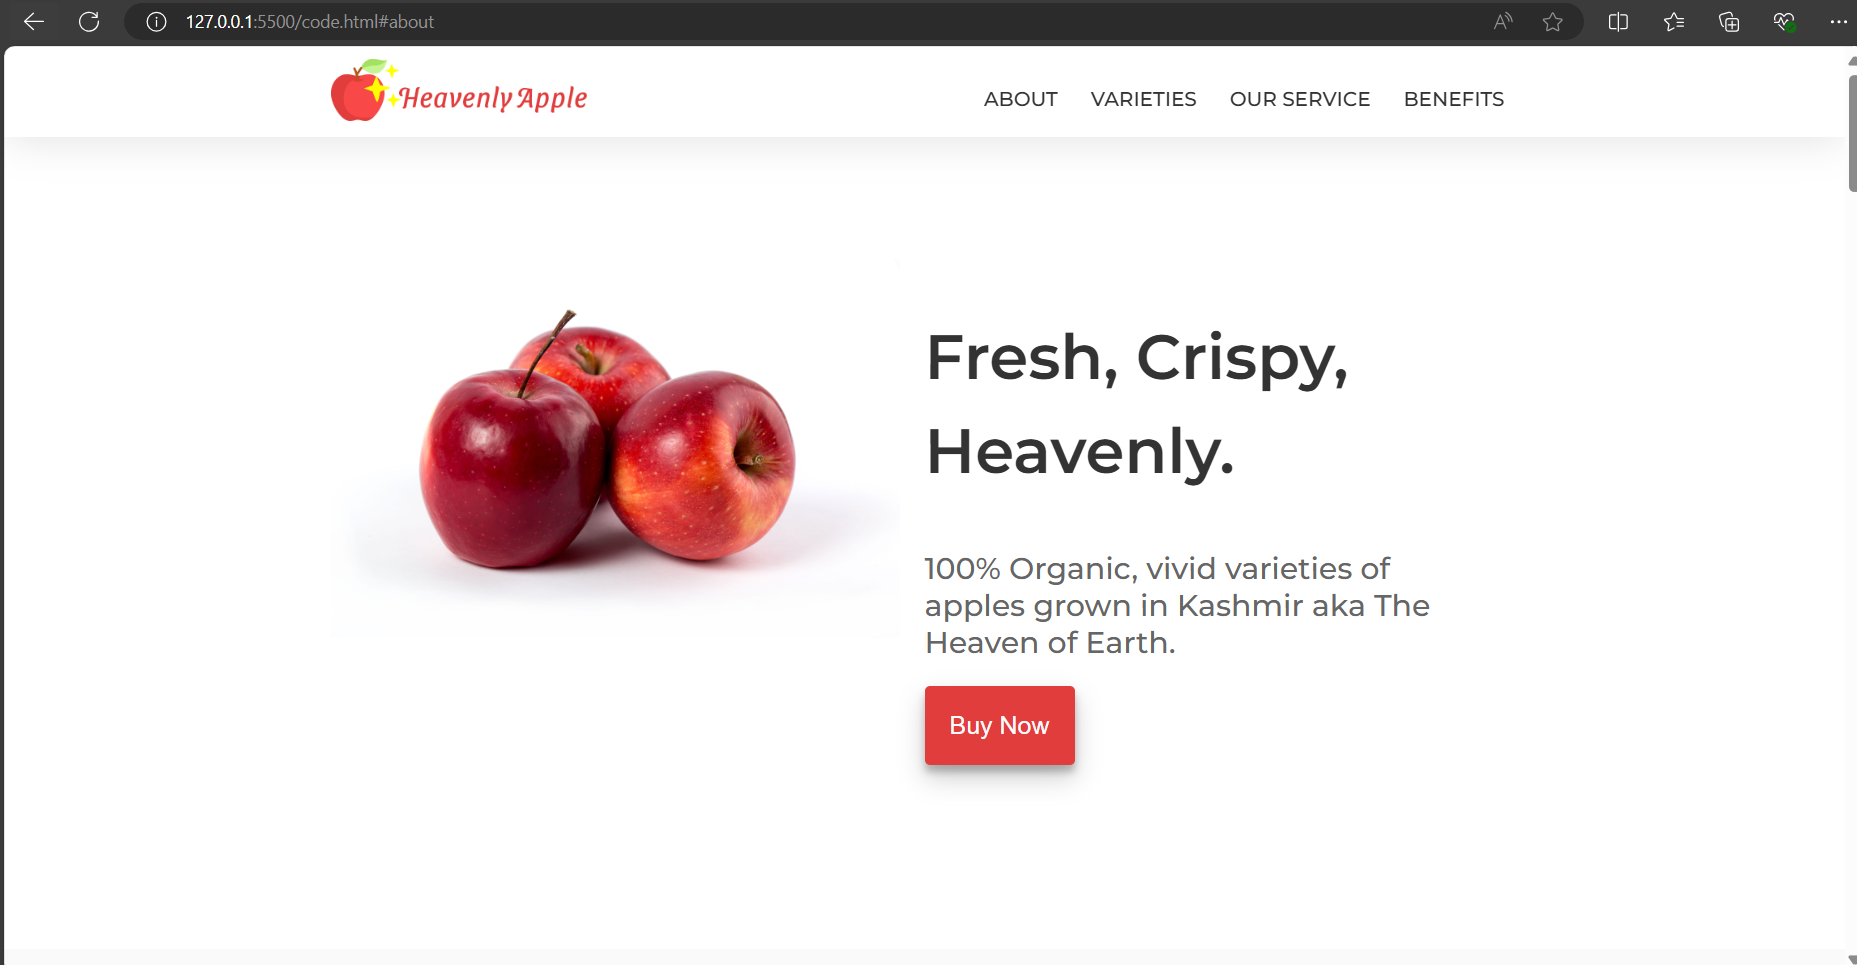 127.0.0.1:5500/code.html#about
Heavenly Apple
ABOUT VARIETIES OUR SERVICE BENEFITS
Fresh, Crispy,
Heavenly.
100% Organic, vivid varieties of
apples grown in Kashmir aka The
Heaven of Earth.
Buy Now